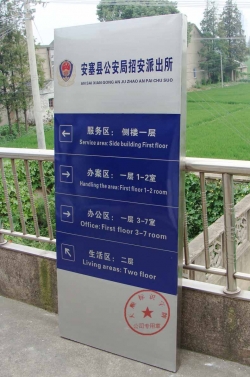 安塞县公安局招安派出所
服务区： 侧楼一层
Service area: Side building First floor
办案区： 一层 1-2室
Handling the area: First floor 1-2 room
办公区： 一层 3-7室
Office: First floor 3-7 room
生活区： 二层
Living areas: Two floor